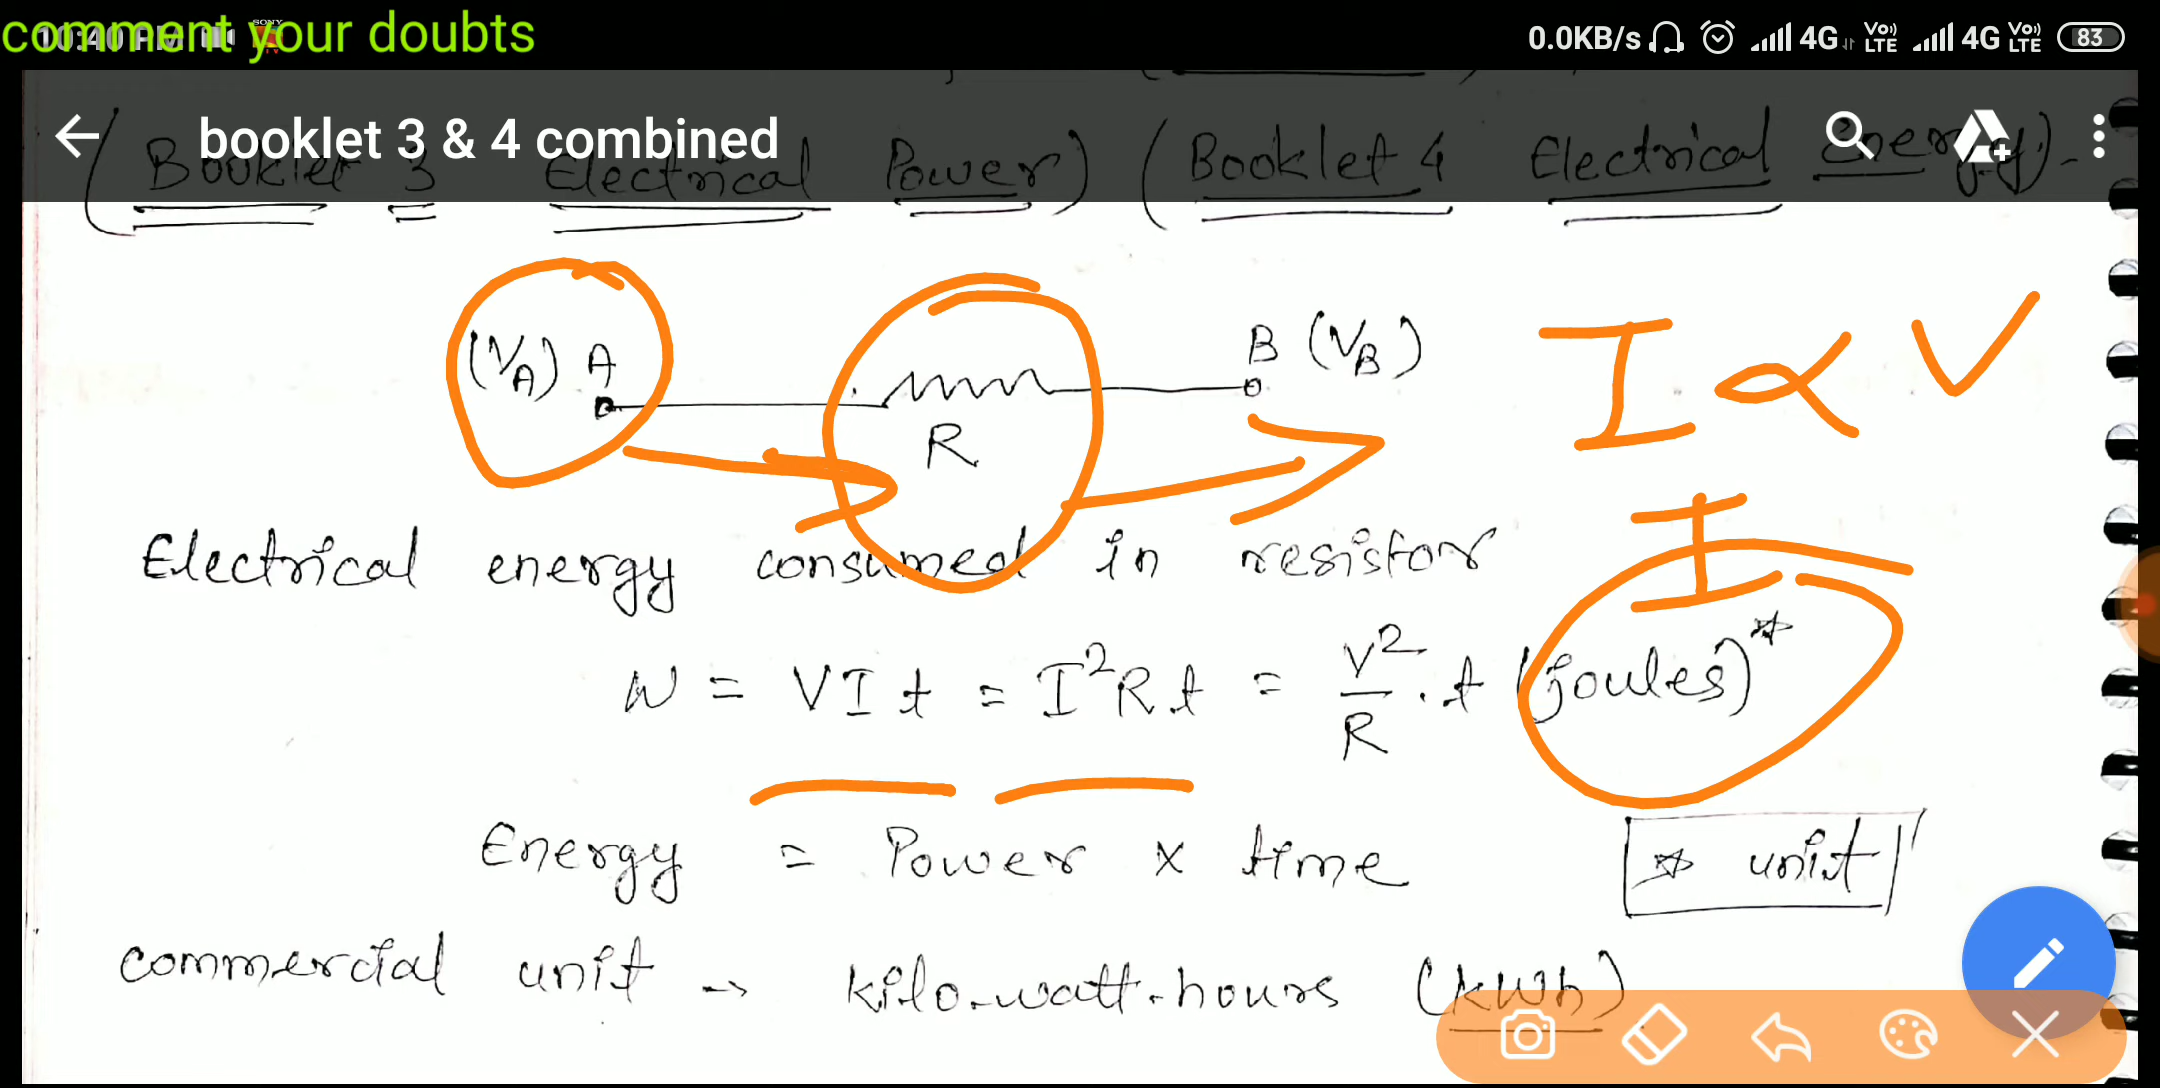 comment your doubts
0.0KB/s 4G VoLTE 4G VoLTE 83
booklet 3 & 4 combined
(Booklet 3 Electrical Power) (Booklet 4 Electrical Energy).
(VA) A R B (VB) I ∝ V
I
Electrical energy consumed in resistor
W = VIt = I²Rt = V²/R . t (joules)*
Energy = Power × time * unit
commercial unit → kilo-watt-hours (kWh)